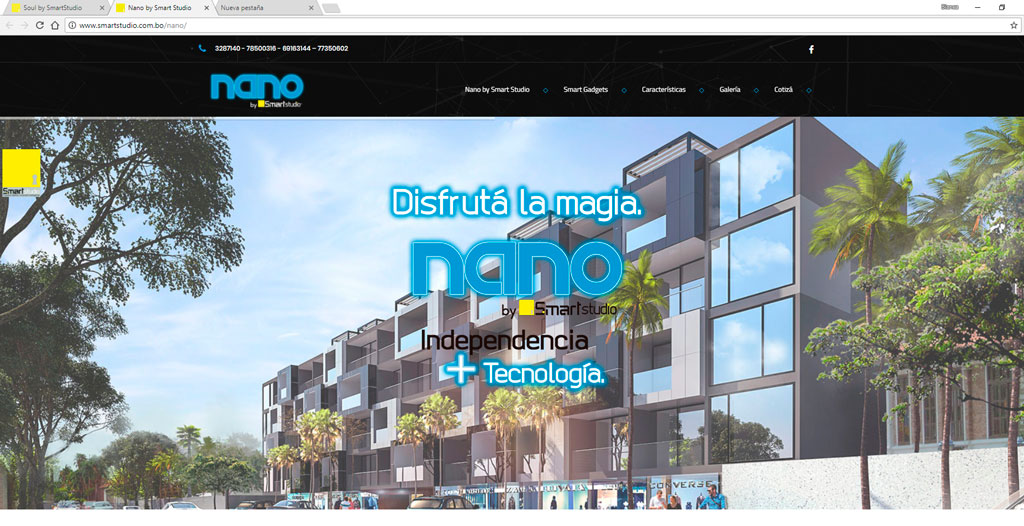 Soul by SmartStudio
Nano by Smart Studio
Nueva pestaña
www.smartstudio.com.bo/nano/
3287140 - 78500316 - 69163144 - 77350602
f
nano
by Smartstudio
Nano by Smart Studio
Smart Gadgets
Características
Galería
Cotizá
Smartstudio
Disfrutá la magia.
nano
by Smartstudio
Independencia
+ Tecnología.
CONVERSE